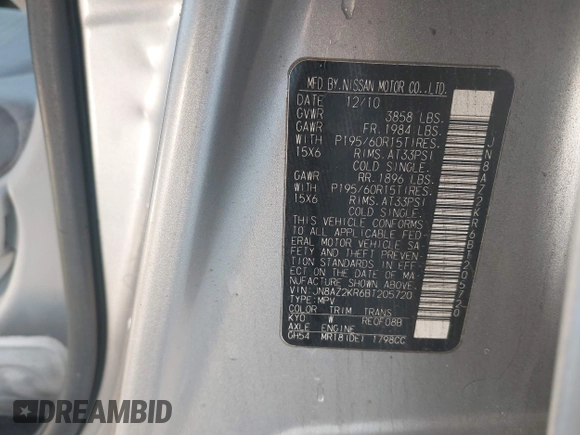 MFD BY.NISSAN MOTOR CO.,LTD.
DATE 12/10
GVWR 3858 LBS.
GAWR FR.1984 LBS.
WITH P195/60R15TIRES.
15X6 RIMS.AT33PSI
COLD SINGLE.
GAWR RR.1896 LBS.
WITH P195/60R15TIRES.
15X6 RIMS.AT33PSI
COLD SINGLE.
THIS VEHICLE CONFORMS
TO ALL APPLICABLE FED-
ERAL MOTOR VEHICLE SA-
FETY AND THEFT PREVENTION
STANDARDS IN EFF-
ECT ON THE DATE OF MA-
NUFACTURE SHOWN ABOVE.
VIN:JN8AZ2KR6BT205720
TYPE:MPV
COLOR TRIM TRANS
KY0 W RE0F08B
AXLE ENGINE
GH54 MR18(DE) 1798CC
JN8AZ2KR6BT205720
DREAMBID